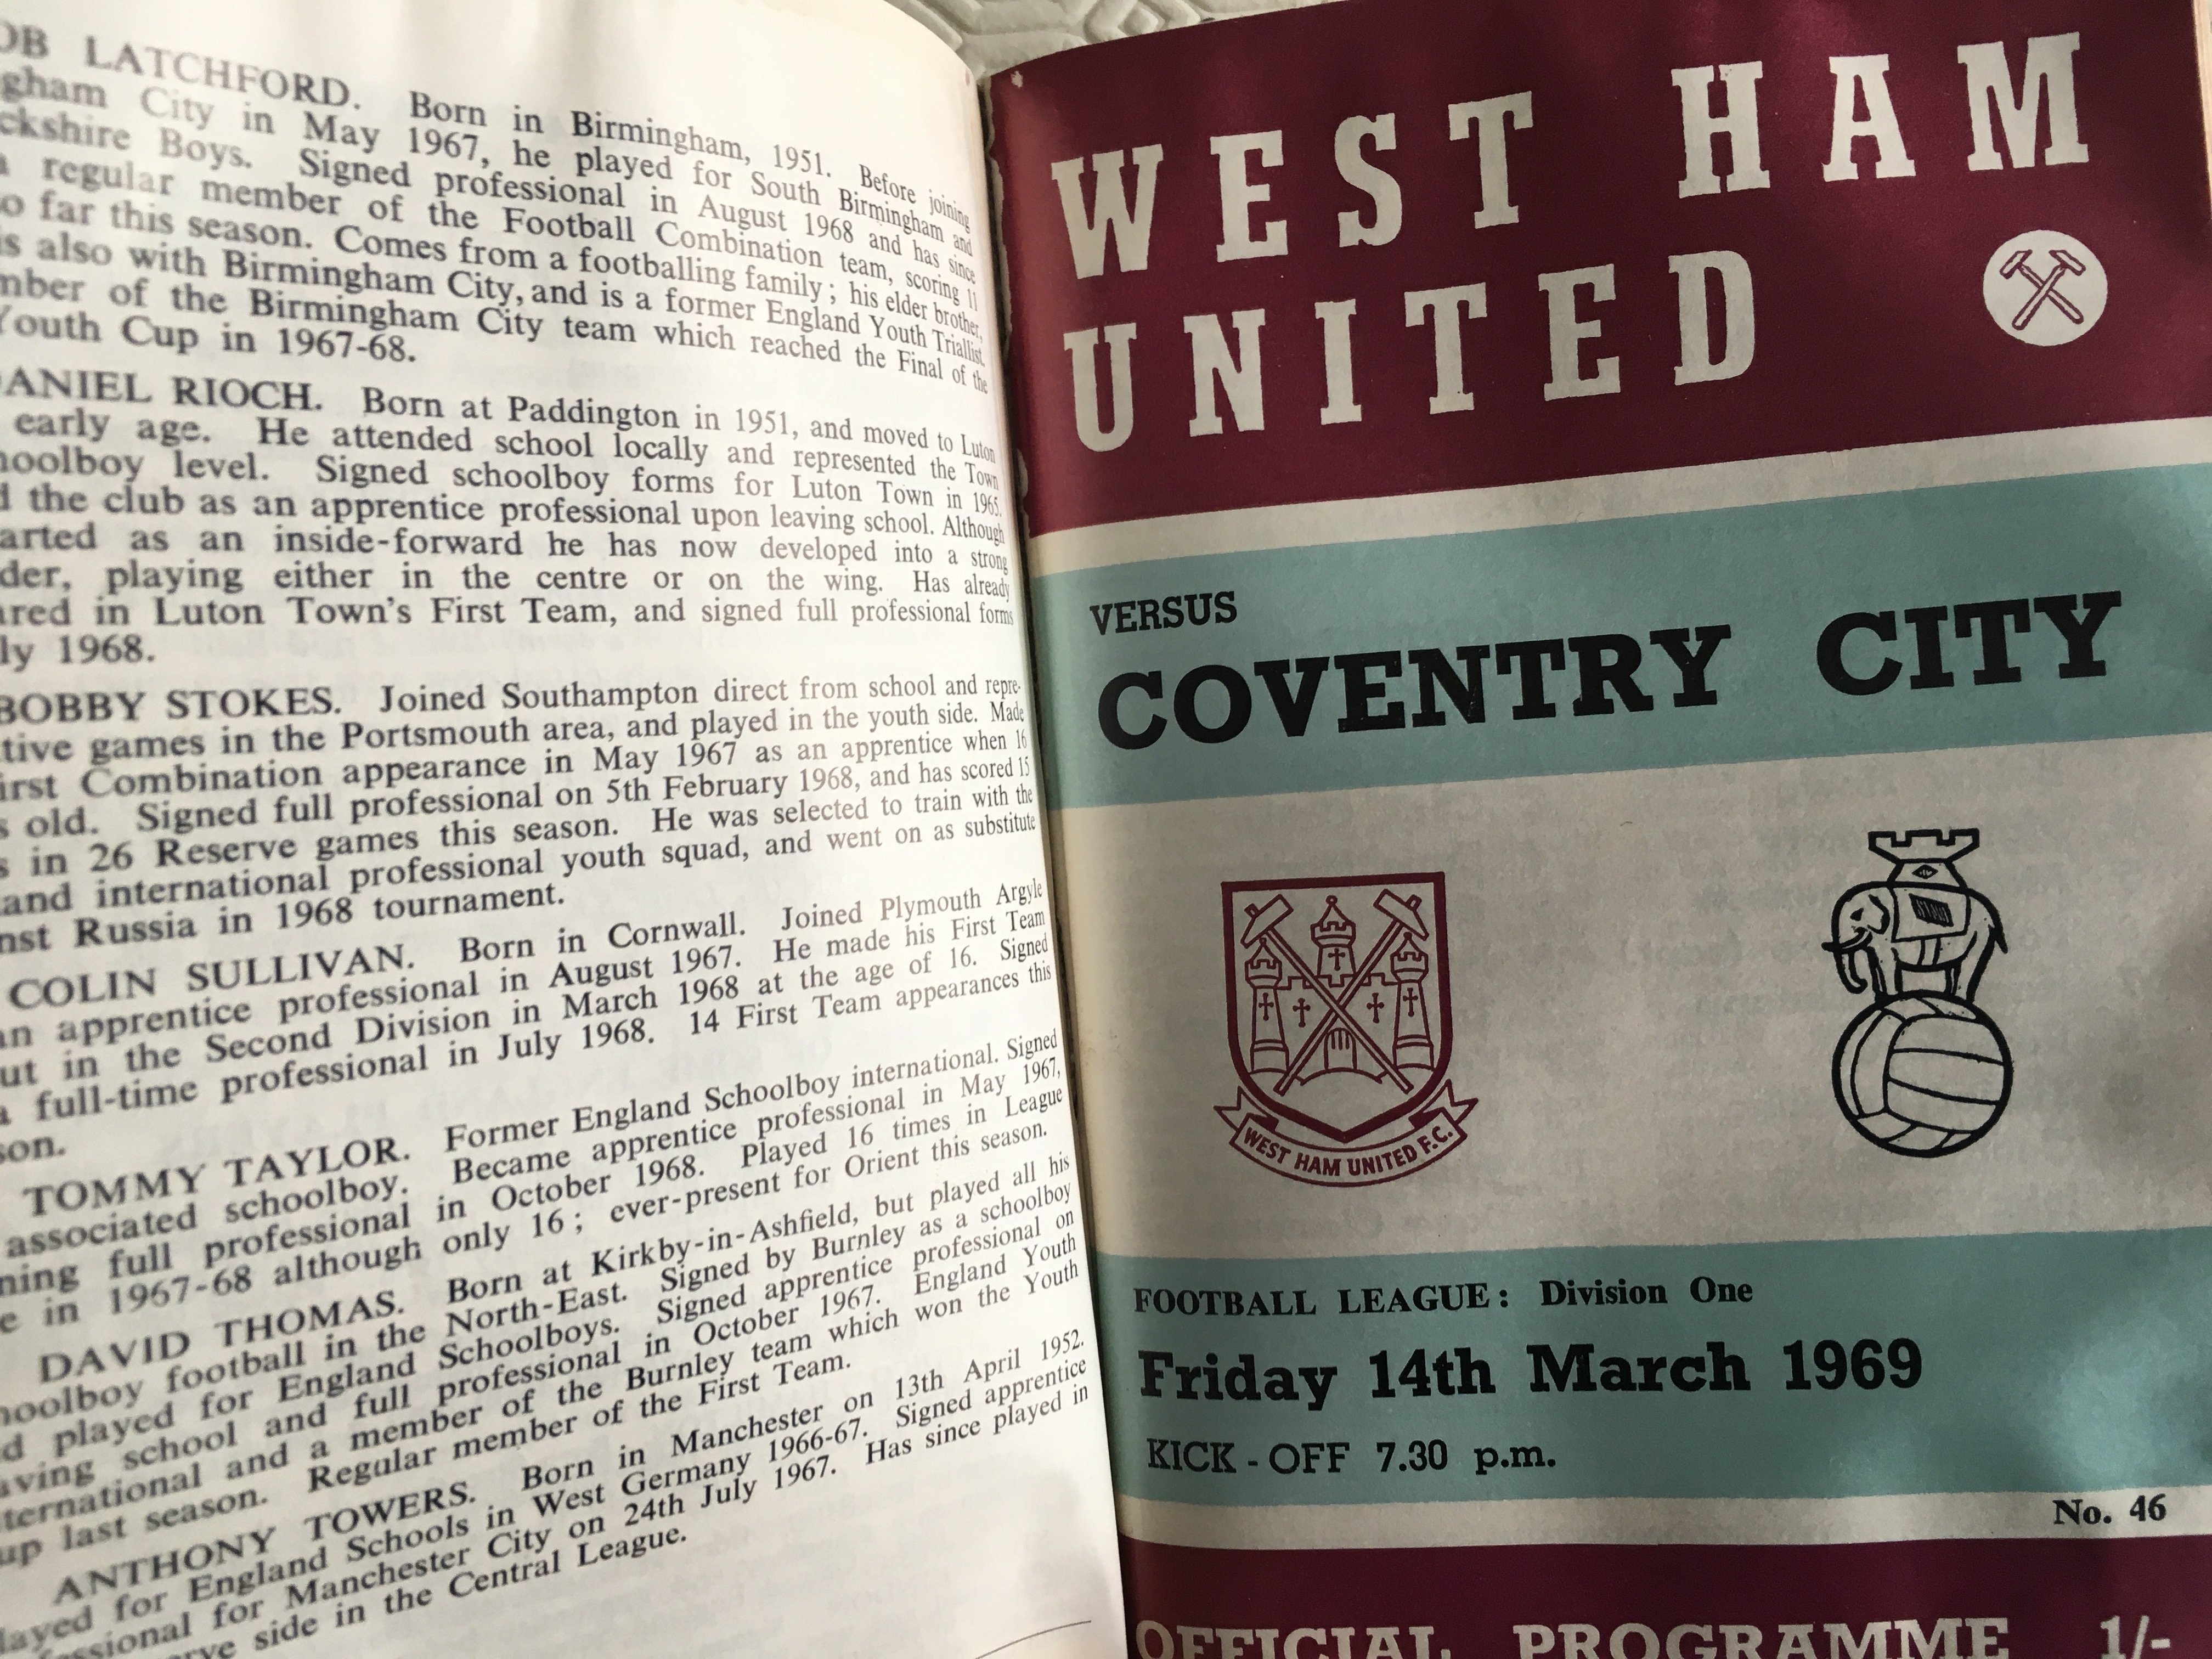 OB LATCHFORD. Born in Birmingham, 1951. Before joining
gham City in May 1967, he played for South Birmingham and
ckshire Boys. Signed professional in August 1968 and has since
a regular member of the Football Combination team, scoring 11
o far this season. Comes from a footballing family; his elder brother,
is also with Birmingham City, and is a former England Youth Triallist
mber of the Birmingham City team which reached the Final of the
Youth Cup in 1967-68.
DANIEL RIOCH. Born at Paddington in 1951, and moved to Luton
early age. He attended school locally and represented the Town
hoolboy level. Signed schoolboy forms for Luton Town in 1965,
d the club as an apprentice professional upon leaving school. Although
arted as an inside-forward he has now developed into a strong
der, playing either in the centre or on the wing. Has already
ared in Luton Town's First Team, and signed full professional forms
ly 1968.
BOBBY STOKES. Joined Southampton direct from school and repre-
tive games in the Portsmouth area, and played in the youth side. Made
irst Combination appearance in May 1967 as an apprentice when 16
s old. Signed full professional on 5th February 1968, and has scored 15
s in 26 Reserve games this season. He was selected to train with the
and international professional youth squad, and went on as substitute
nst Russia in 1968 tournament.
COLIN SULLIVAN. Born in Cornwall. Joined Plymouth Argyle
an apprentice professional in August 1967. He made his First Team
ut in the Second Division in March 1968 at the age of 16. Signed
a full-time professional in July 1968. 14 First Team appearances this
son.
TOMMY TAYLOR. Former England Schoolboy international. Signed
associated schoolboy. Became apprentice professional in May 1967,
ning full professional in October 1968. Played 16 times in League
e in 1967-68 although only 16; ever-present for Orient this season.
DAVID THOMAS. Born at Kirkby-in-Ashfield, but played all his
hoolboy football in the North-East. Signed by Burnley as a schoolboy
d played for England Schoolboys. Signed apprentice professional on
aving school and full professional in October 1967. England Youth
ternational and a member of the Burnley team which won the Youth
up last season. Regular member of the First Team.
ANTHONY TOWERS. Born in Manchester on 13th April 1952.
layed for England Schools in West Germany 1966-67. Signed apprentice
fessional for Manchester City on 24th July 1967. Has since played in
erve side in the Central League.
WEST HAM
UNITED
VERSUS
COVENTRY CITY
WEST HAM UNITED F.C.
FOOTBALL LEAGUE: Division One
Friday 14th March 1969
KICK-OFF 7.30 p.m.
No. 46
OFFICIAL PROGRAMME 1/-